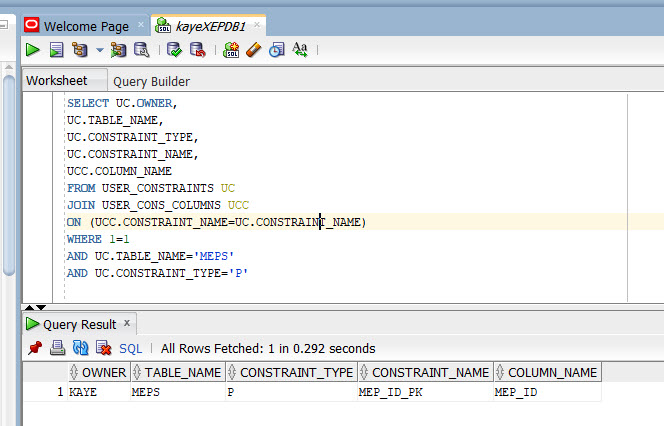 Welcome Page × kayeXEPDB1 ×
SQL
Aa
Worksheet Query Builder
SELECT UC.OWNER,
UC.TABLE_NAME,
UC.CONSTRAINT_TYPE,
UC.CONSTRAINT_NAME,
UCC.COLUMN_NAME
FROM USER_CONSTRAINTS UC
JOIN USER_CONS_COLUMNS UCC
ON (UCC.CONSTRAINT_NAME=UC.CONSTRAINT_NAME)
WHERE 1=1
AND UC.TABLE_NAME='MEPS'
AND UC.CONSTRAINT_TYPE='P'
Query Result ×
SQL | All Rows Fetched: 1 in 0.292 seconds
OWNER TABLE_NAME CONSTRAINT_TYPE CONSTRAINT_NAME COLUMN_NAME
1 KAYE MEPS P MEP_ID_PK MEP_ID